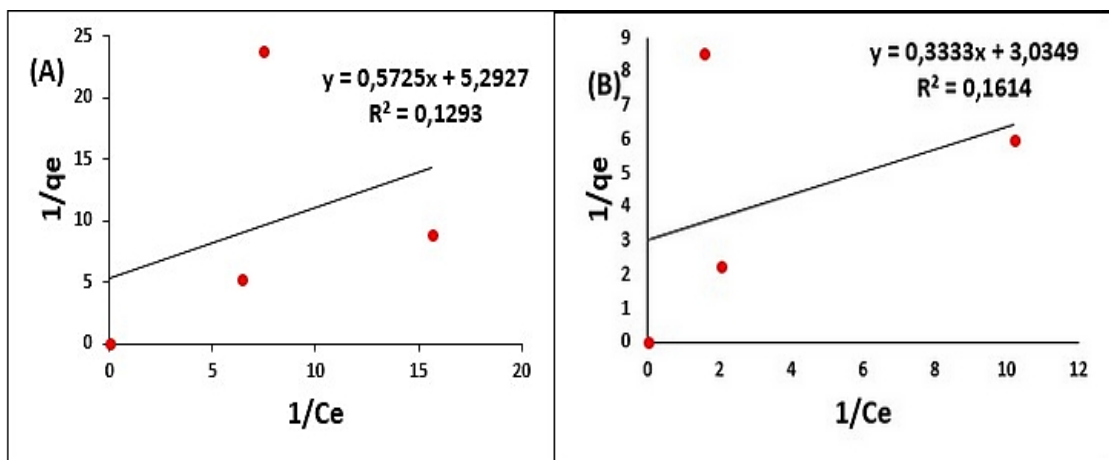 (A)
y = 0,5725x + 5,2927
R² = 0,1293
1/qe
25
20
15
10
5
0
0 5 10 15 20
1/Ce
(B)
y = 0,3333x + 3,0349
R² = 0,1614
1/qe
9
8
7
6
5
4
3
2
1
0
0 2 4 6 8 10 12
1/Ce